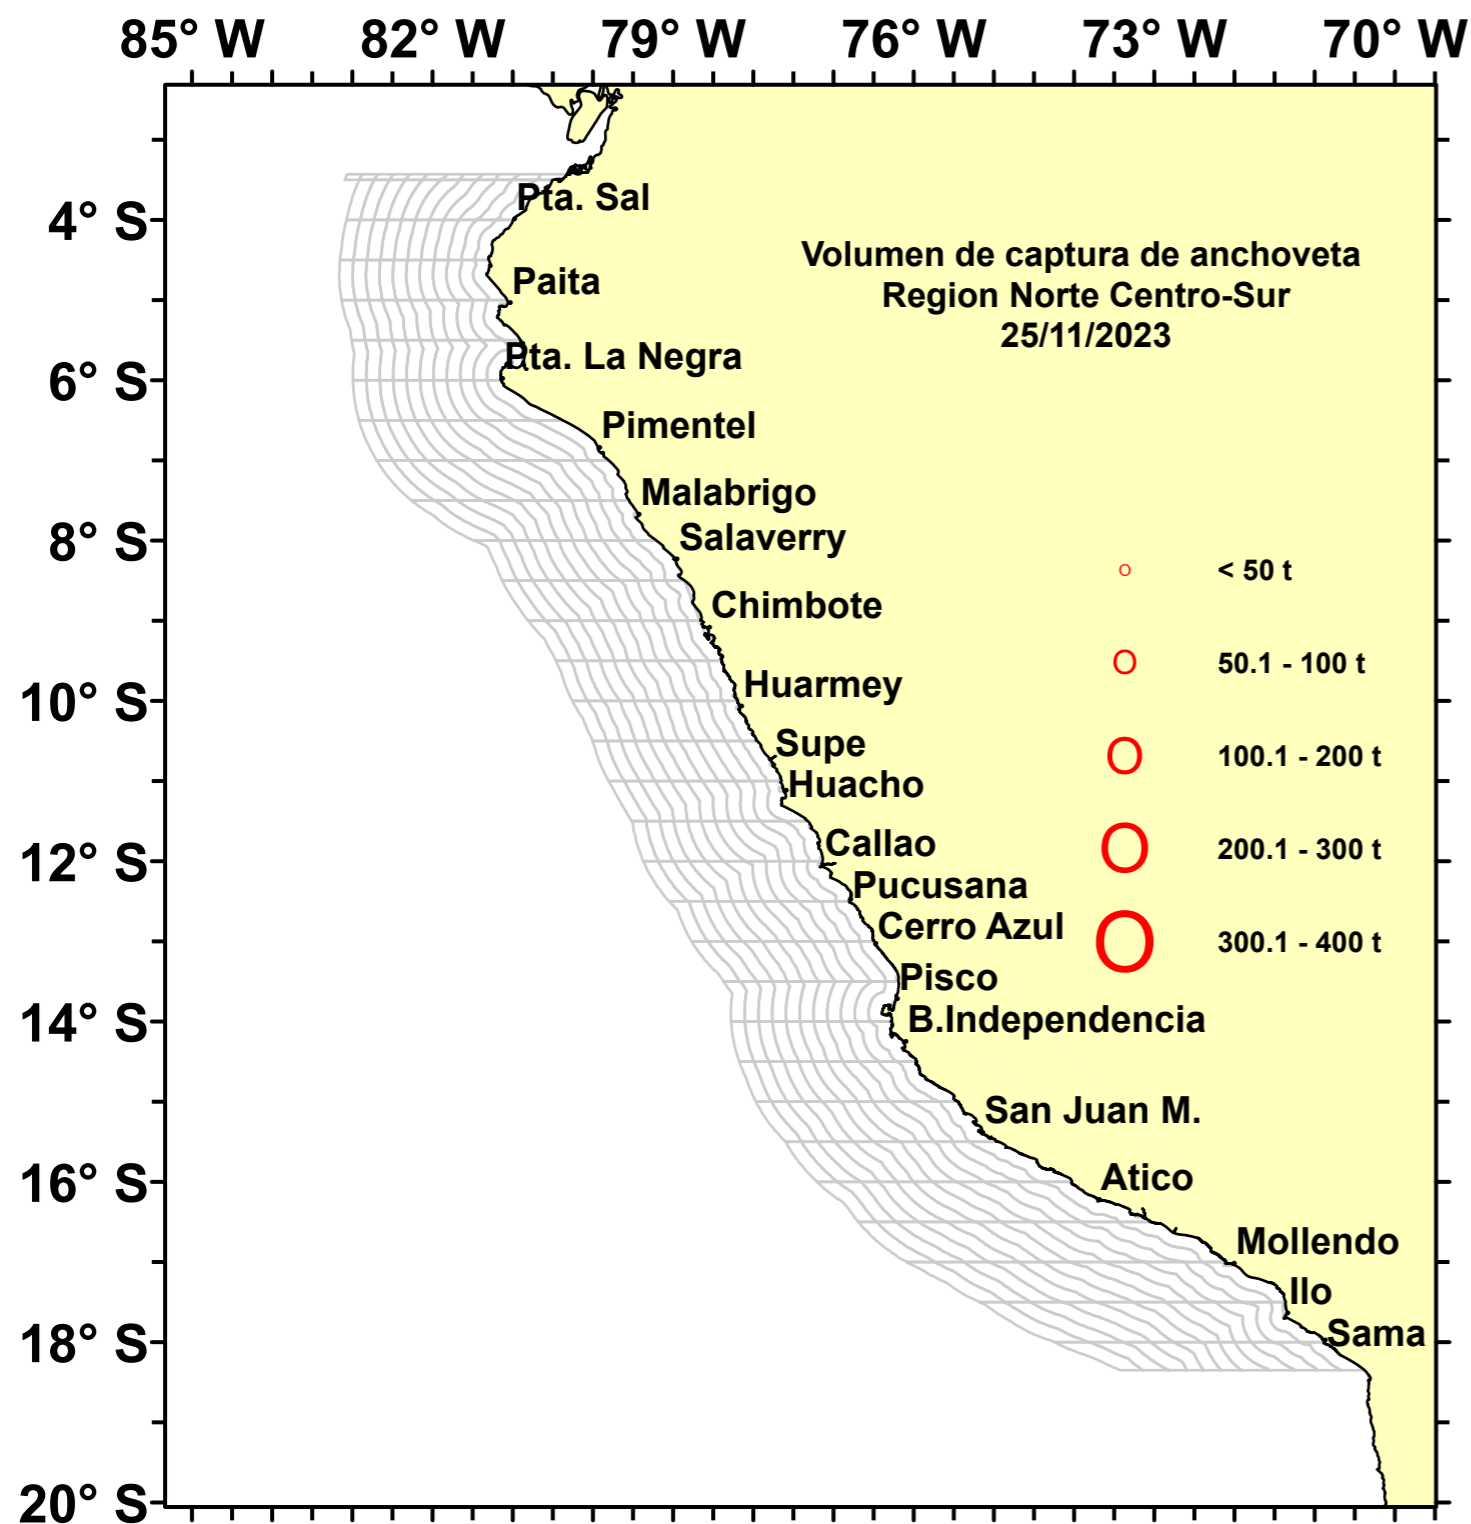 85° W 82° W 79° W 76° W 73° W 70° W
Pta. Sal
4° S
Volumen de captura de anchoveta
Region Norte Centro-Sur
25/11/2023
Paita
Pta. La Negra
6° S
Pimentel
Malabrigo
8° S
Salaverry
< 50 t
Chimbote
50.1 - 100 t
10° S
Huarmey
Supe
100.1 - 200 t
Huacho
12° S
Callao
200.1 - 300 t
Pucusana
Cerro Azul
300.1 - 400 t
Pisco
14° S
B.Independencia
San Juan M.
16° S
Atico
Mollendo
Ilo
18° S
Sama
20° S